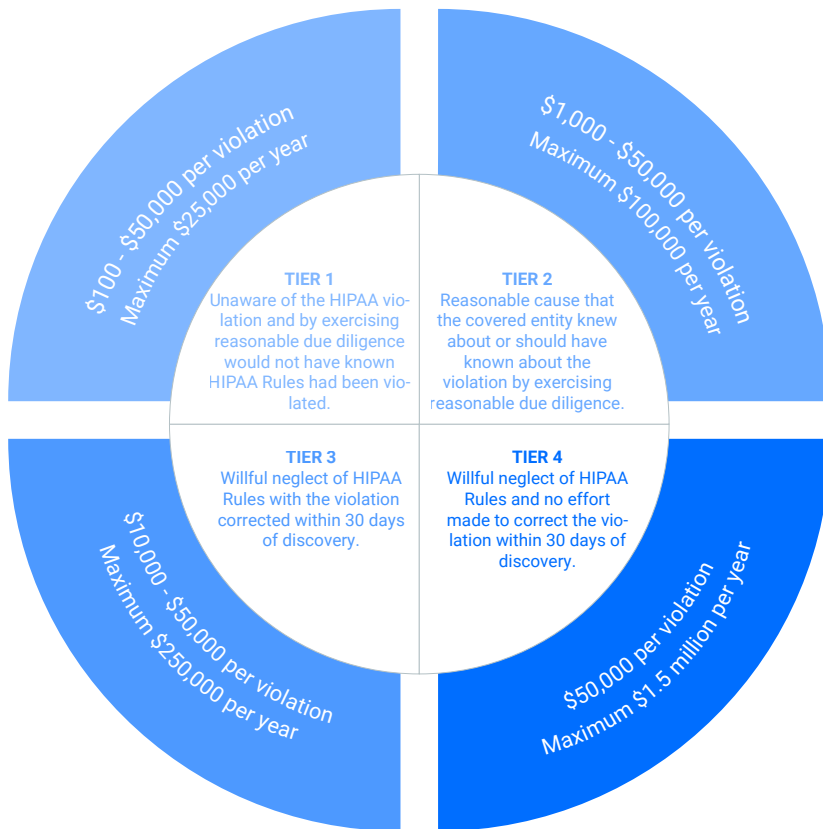 $100 - $50,000 per violation
Maximum $25,000 per year
$1,000 - $50,000 per violation
Maximum $100,000 per year
TIER 1
Unaware of the HIPAA vio-
lation and by exercising
reasonable due diligence
would not have known
HIPAA Rules had been vio-
lated.
TIER 2
Reasonable cause that
the covered entity knew
about or should have
known about the
violation by exercising
reasonable due diligence.
TIER 3
Willful neglect of HIPAA
Rules with the violation
corrected within 30 days
of discovery.
TIER 4
Willful neglect of HIPAA
Rules and no effort
made to correct the vio-
lation within 30 days of
discovery.
$10,000 - $50,000 per violation
Maximum $250,000 per year
$50,000 per violation
Maximum $1.5 million per year